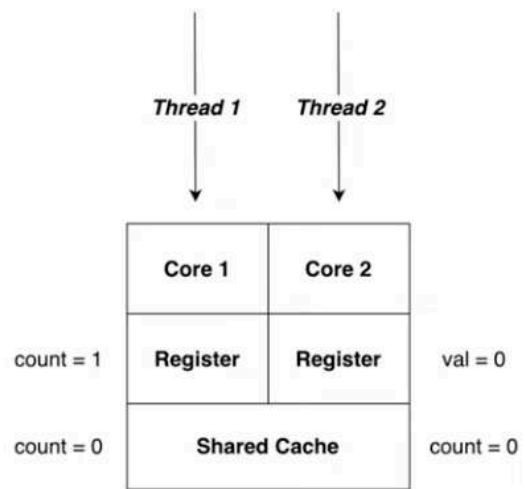 Thread 1 Thread 2
Core 1 Core 2
count = 1 Register Register val = 0
count = 0 Shared Cache count = 0